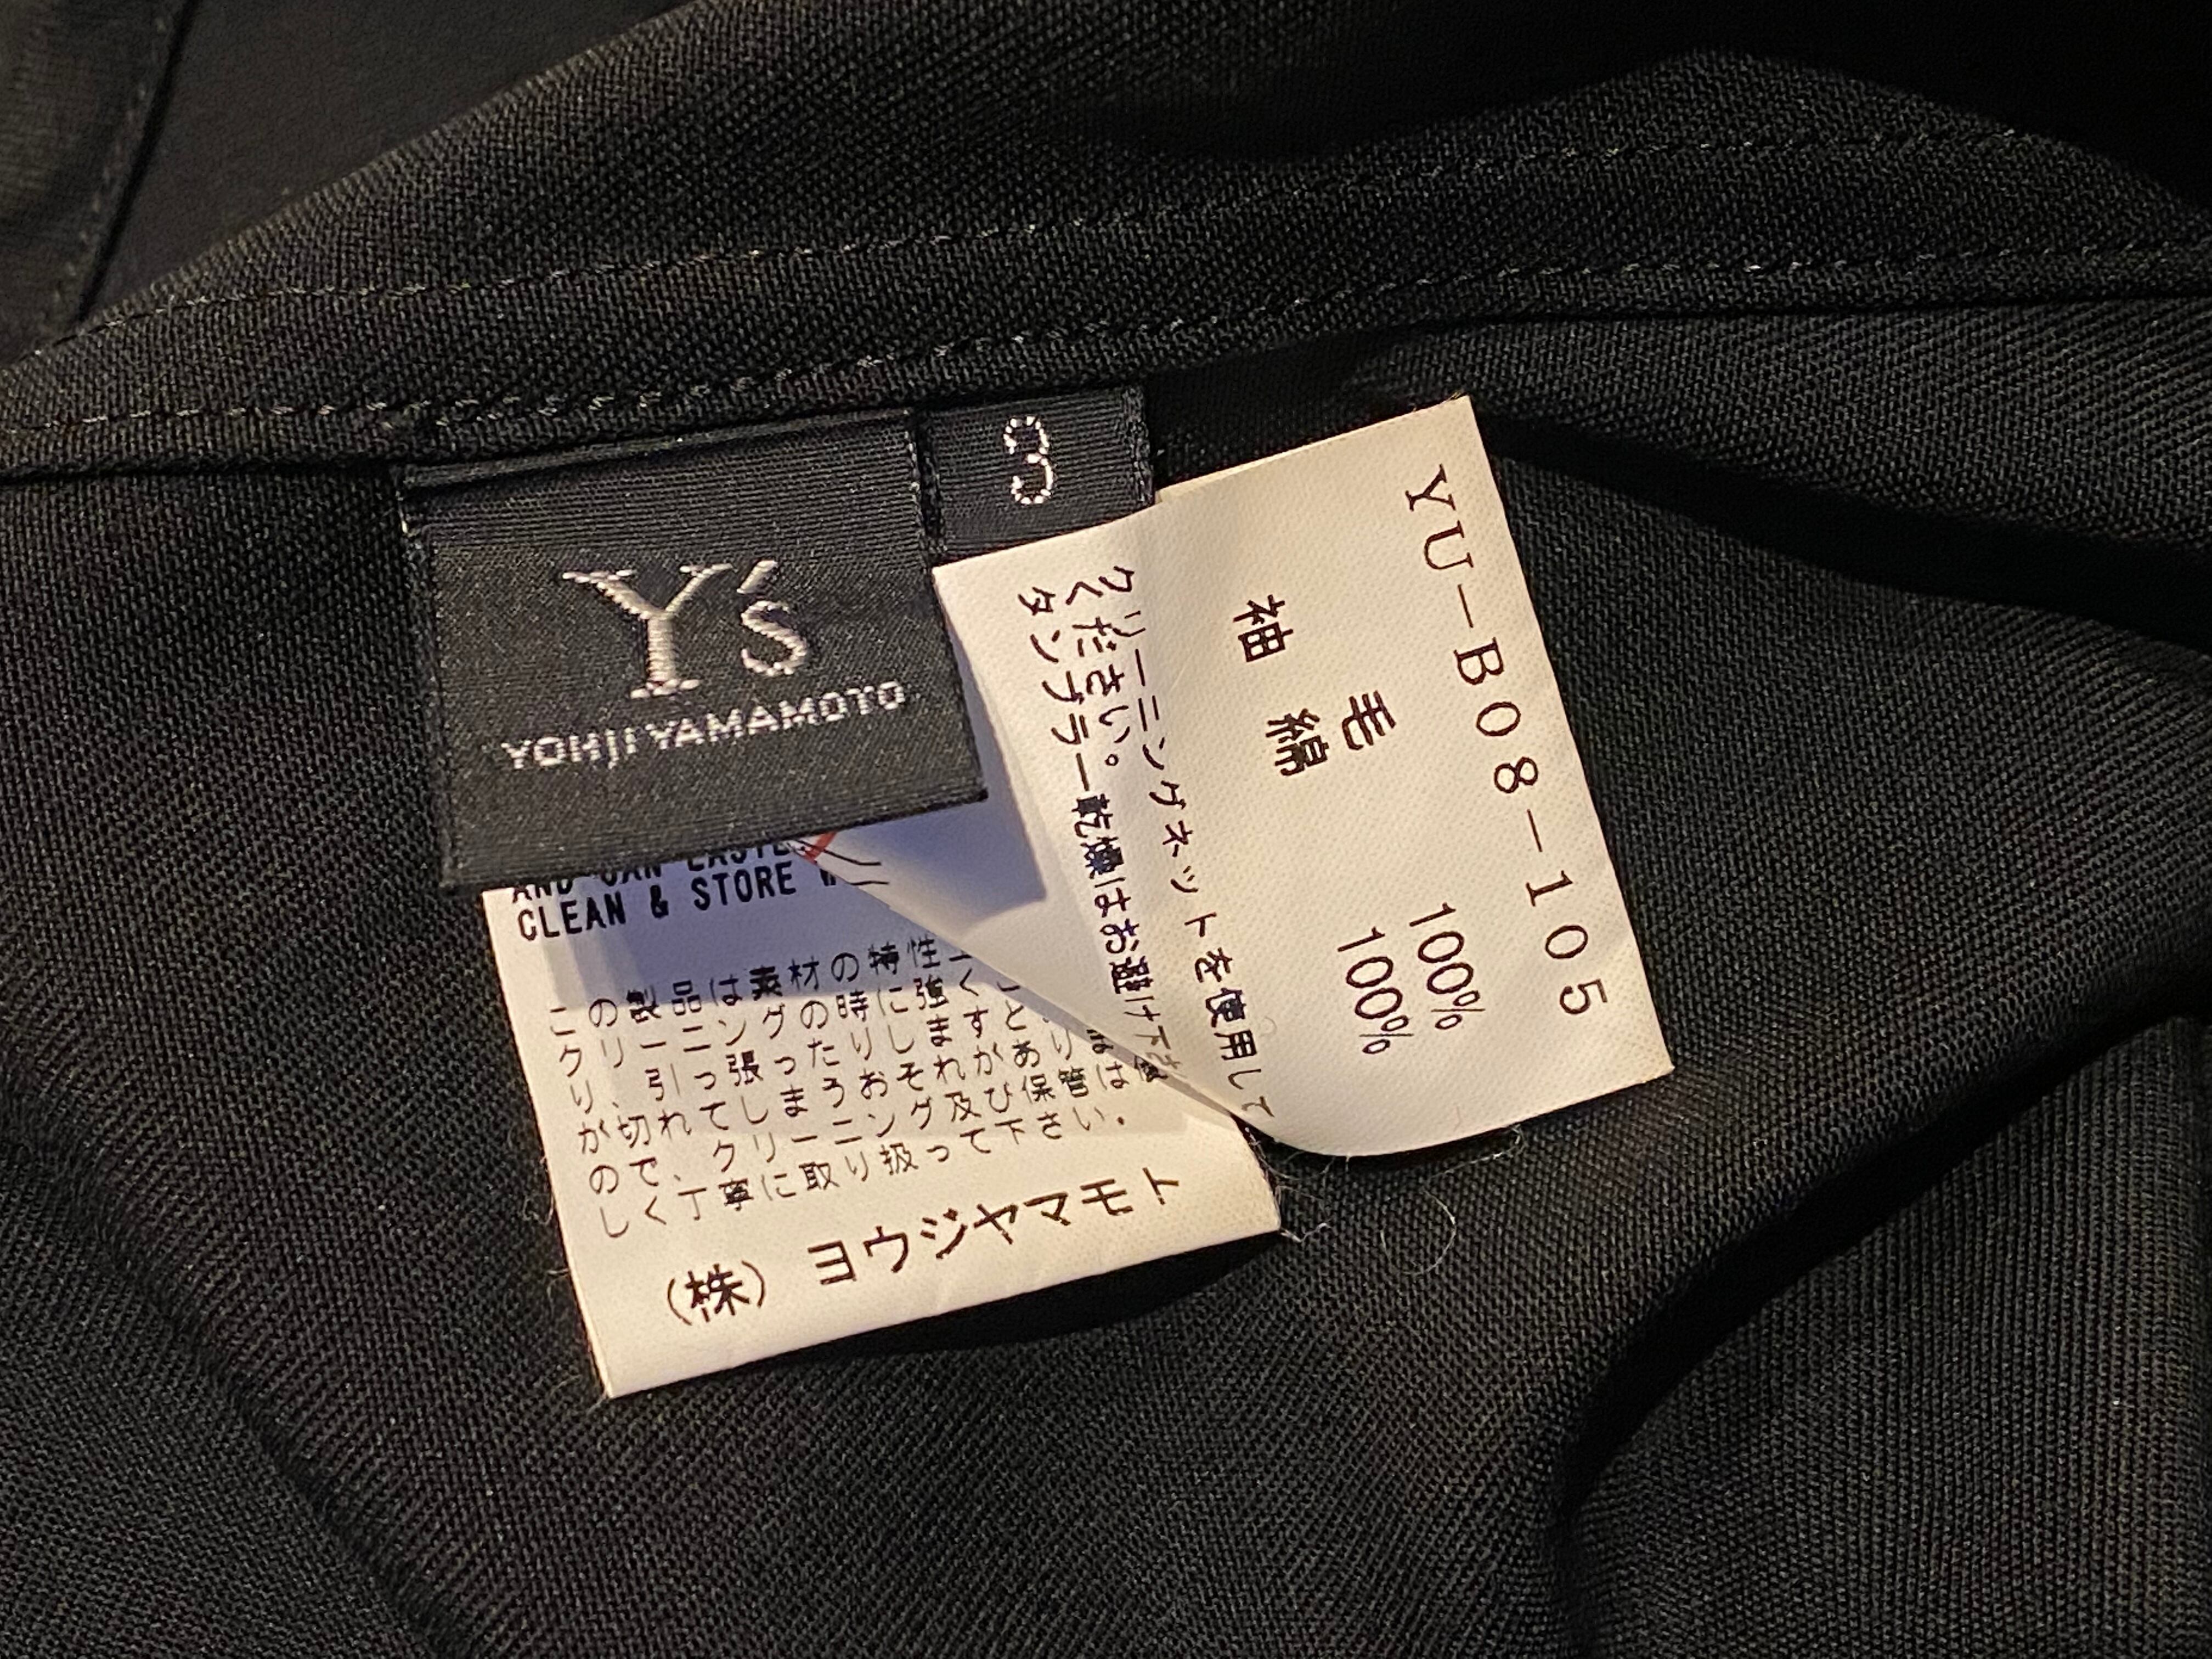 Y's
YOHJI YAMAMOTO
3
YU-B08-105
毛 100%
袖 綿 100%
クリーニングネットを使用して
ください。
タンブラー乾燥はお避け下さ
CLEAN & STORE
この製品は素材の特性
クリーニングの時に強く
り、引っ張ったりしますと
が切れてしまうおそれがあり
ので、クリーニング及び保管は
しく丁寧に取り扱って下さい.
(株) ヨウジヤマモト